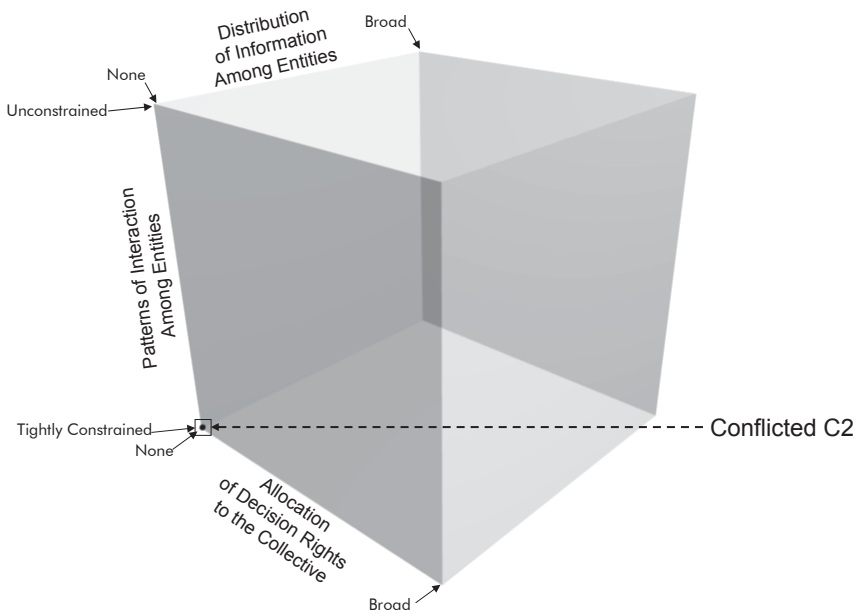 Distribution
of Information
Among Entities
Broad
None
Unconstrained
Patterns of Interaction
Among Entities
Tightly Constrained
None
Conflicted C2
Allocation
of Decision Rights
to the Collective
Broad